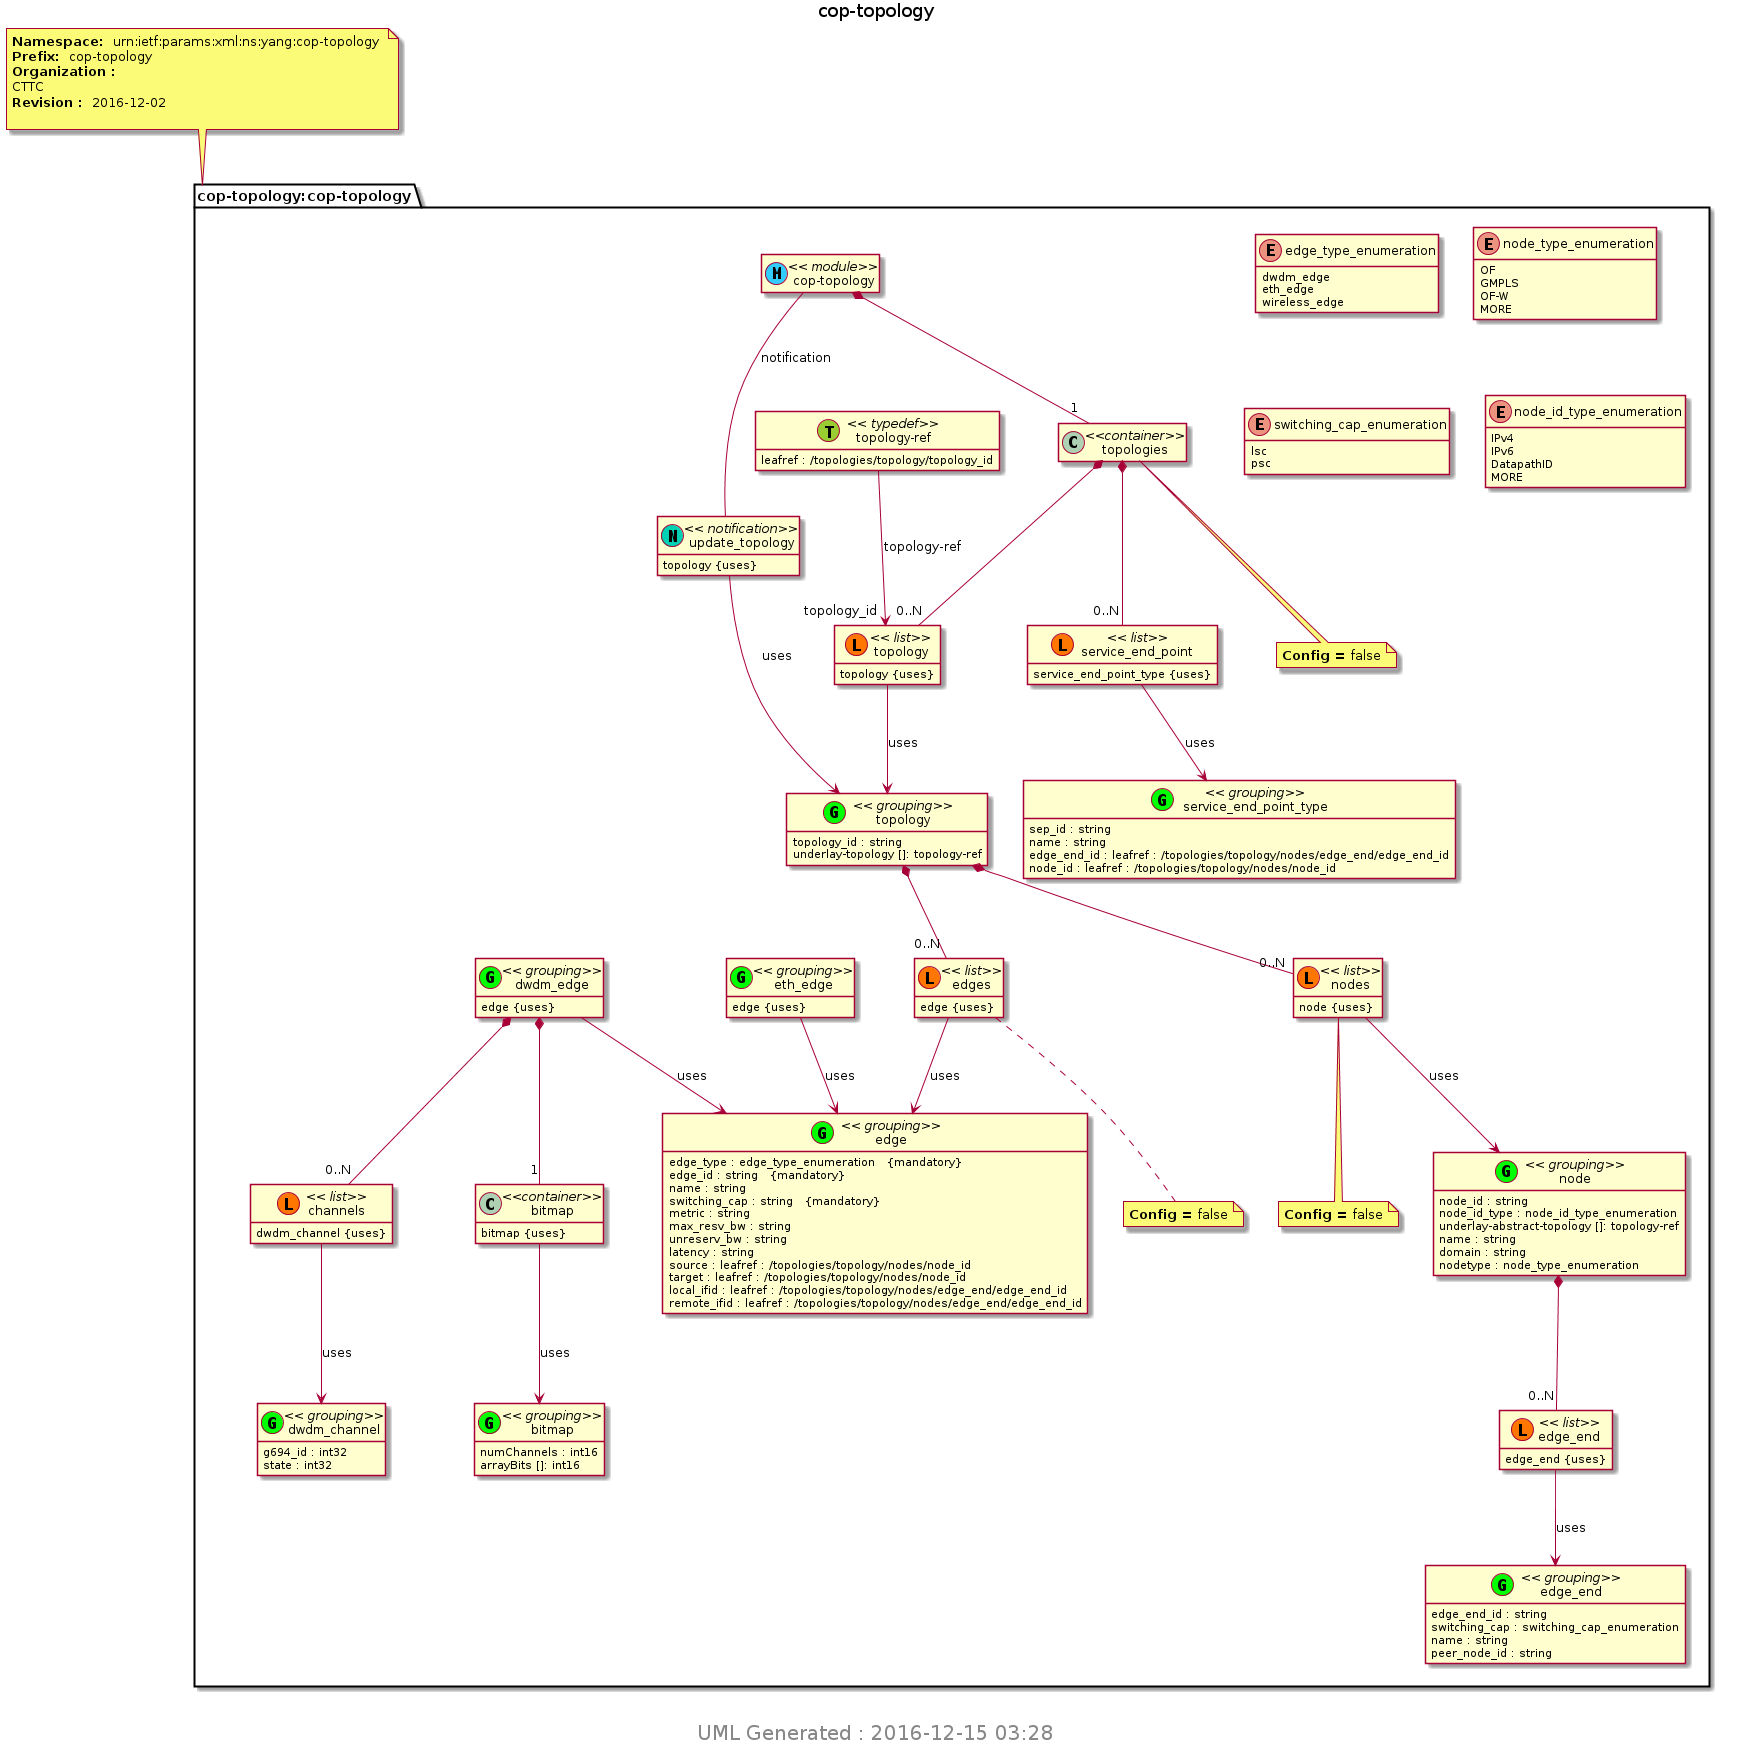 cop-topology
Namespace: urn:ietf:params:xml:ns:yang:cop-topology
Prefix: cop-topology
Organization :
CTTC
Revision : 2016-12-02
cop-topology:cop-topology
M << module>>
cop-topology
E edge_type_enumeration
dwdm_edge
eth_edge
wireless_edge
E node_type_enumeration
OF
GMPLS
OF-W
MORE
notification
1
T << typedef>>
topology-ref
leafref : /topologies/topology/topology_id
C <<container>>
topologies
E switching_cap_enumeration
lsc
psc
E node_id_type_enumeration
IPv4
IPv6
DatapathID
MORE
N << notification>>
update_topology
topology {uses}
topology-ref
topology_id
0..N
0..N
uses
L << list>>
topology
topology {uses}
L << list>>
service_end_point
service_end_point_type {uses}
Config = false
uses
uses
G << grouping>>
topology
topology_id : string
underlay-topology []: topology-ref
G << grouping>>
service_end_point_type
sep_id : string
name : string
edge_end_id : leafref : /topologies/topology/nodes/edge_end/edge_end_id
node_id : leafref : /topologies/topology/nodes/node_id
0..N
0..N
G << grouping>>
dwdm_edge
edge {uses}
G << grouping>>
eth_edge
edge {uses}
L << list>>
edges
edge {uses}
L << list>>
nodes
node {uses}
uses
uses
uses
uses
0..N
1
L << list>>
channels
dwdm_channel {uses}
C <<container>>
bitmap
bitmap {uses}
G << grouping>>
edge
edge_type : edge_type_enumeration {mandatory}
edge_id : string {mandatory}
name : string
switching_cap : string {mandatory}
metric : string
max_resv_bw : string
unreserv_bw : string
latency : string
source : leafref : /topologies/topology/nodes/node_id
target : leafref : /topologies/topology/nodes/node_id
local_ifid : leafref : /topologies/topology/nodes/edge_end/edge_end_id
remote_ifid : leafref : /topologies/topology/nodes/edge_end/edge_end_id
Config = false
Config = false
G << grouping>>
node
node_id : string
node_id_type : node_id_type_enumeration
underlay-abstract-topology []: topology-ref
name : string
domain : string
nodetype : node_type_enumeration
uses
uses
0..N
G << grouping>>
dwdm_channel
g694_id : int32
state : int32
G << grouping>>
bitmap
numChannels : int16
arrayBits []: int16
L << list>>
edge_end
edge_end {uses}
uses
G << grouping>>
edge_end
edge_end_id : string
switching_cap : switching_cap_enumeration
name : string
peer_node_id : string
UML Generated : 2016-12-15 03:28